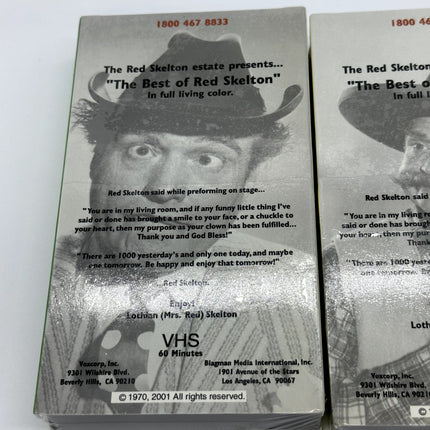 1800 467 8833
The Red Skelton estate presents...
"The Best of Red Skelton"
In full living color.
Red Skelton said while preforming on stage...
"You are in my living room, and if any funny little thing I've
said or done has brought a smile to your face, or a chuckle to
your heart, then my purpose as your clown has been fulfilled...
Thank you and God Bless!"
"There are 1000 yesterday's and only one today, and maybe
one tomorrow. Be happy and enjoy that tomorrow!"
Red Skelton.
Enjoy!
Lothian (Mrs. Red) Skelton
VHS
60 Minutes
Voxcorp, Inc.
9301 Wilshire Blvd.
Beverly Hills, CA 90210
Blagman Media International, Inc.
1901 Avenue of the Stars
Los Angeles, CA 90067
© 1970, 2001 All rights reserved.
1800 46
The Red Skelton
"The Best o
In full l
Red Skelton said
"You are in my living r
said or done has brough
your heart, then my pur
Thank
"There are 1000 yester
one tomorrow. Be
Loth
Voxcorp, Inc.
9301 Wilshire Blvd.
Beverly Hills, CA 90210
©